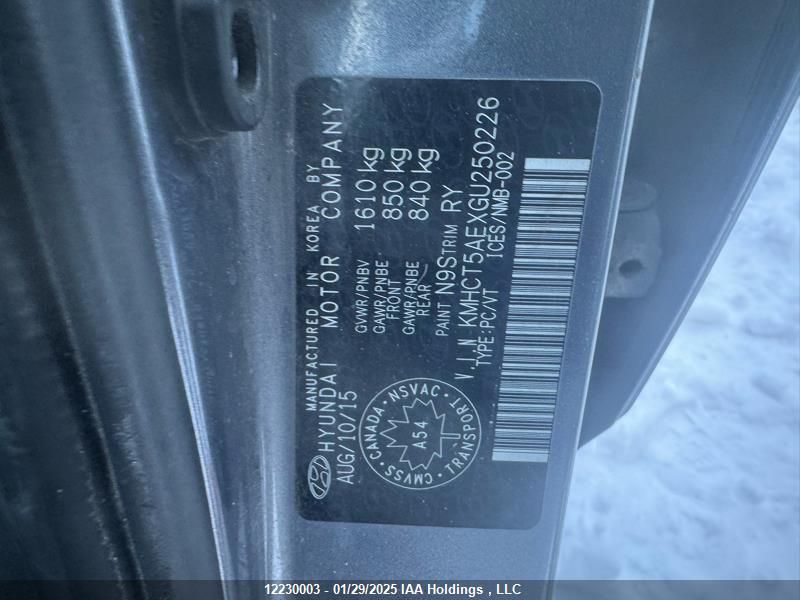 MANUFACTURED IN KOREA BY
HYUNDAI MOTOR COMPANY
AUG/10/15
GVWR/PNBV 1610 kg
GAWR/PNBE FRONT 850 kg
GAWR/PNBE REAR 840 kg
PAINT N9S TRIM RY
V.I.N KMHCT5AEXGU250226
TYPE:PC/VT ICES/NMB-002
CANADA • NSVAC • TRANSPORT • CMVSS •
A54
12230003 - 01/29/2025 IAA Holdings , LLC